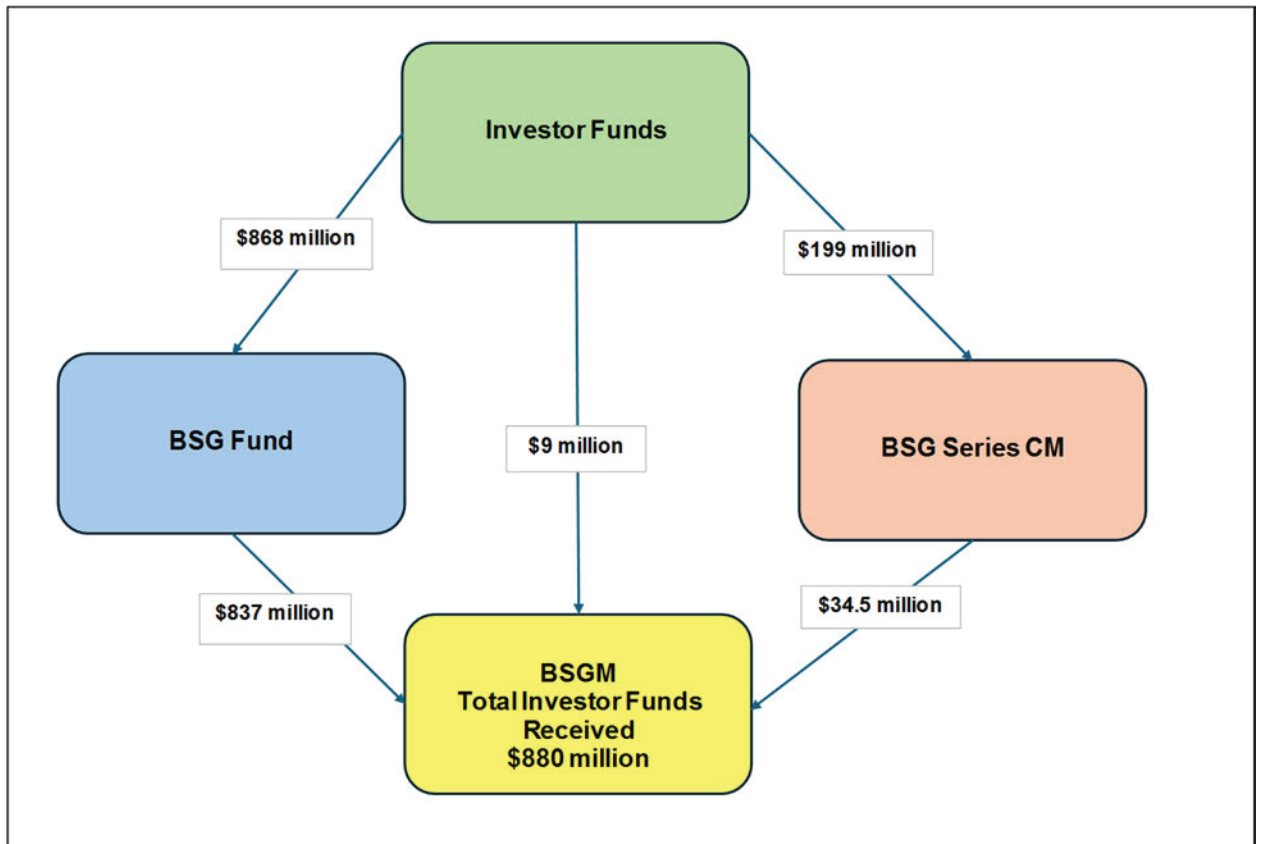 Investor Funds
$868 million
$199 million
BSG Fund
$9 million
BSG Series CM
$837 million
$34.5 million
BSGM
Total Investor Funds
Received
$880 million